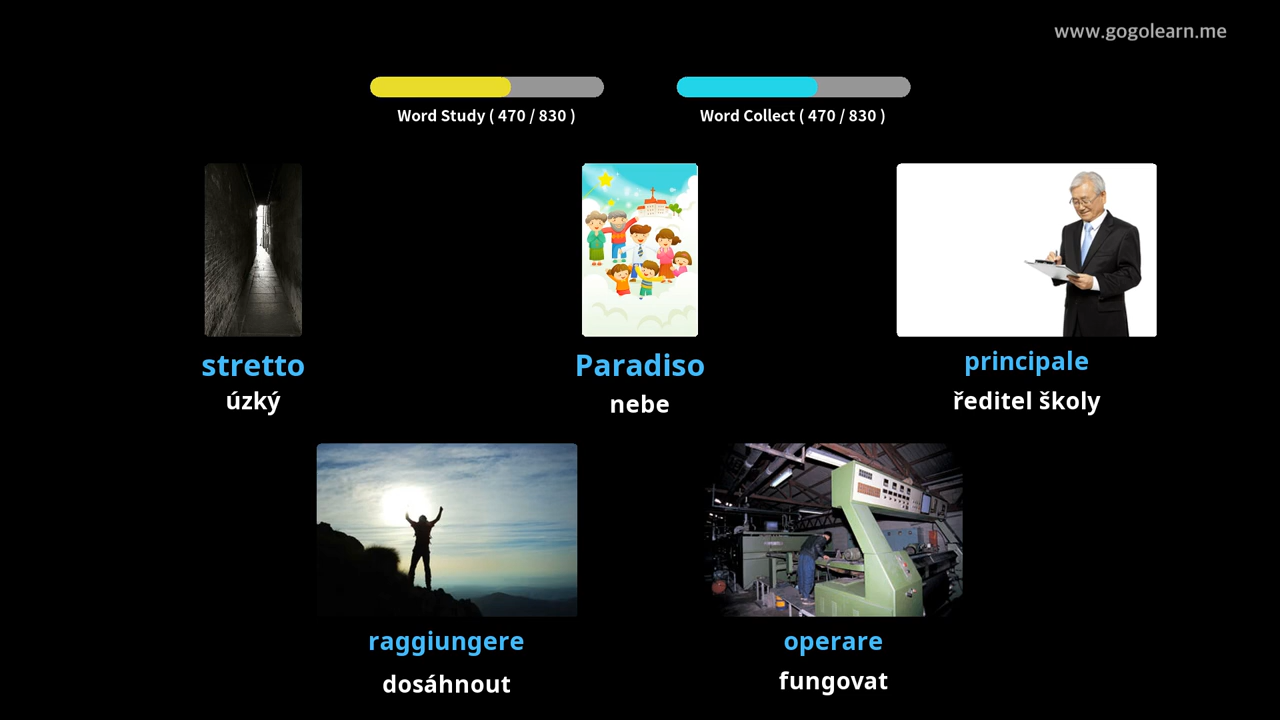 www.gogolearn.me
Word Study ( 470 / 830 )
Word Collect ( 470 / 830 )
stretto
úzký
Paradiso
nebe
principale
ředitel školy
raggiungere
dosáhnout
operare
fungovat